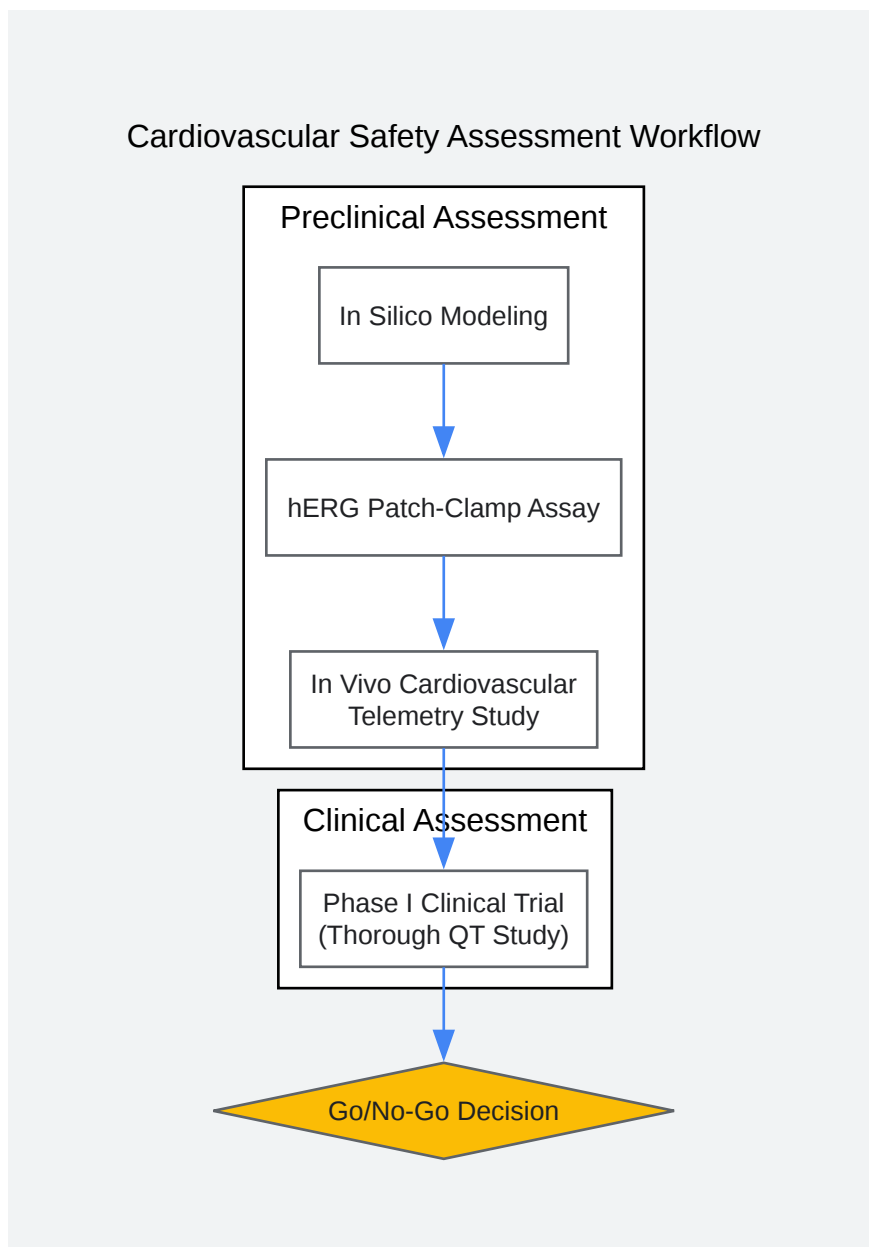 Cardiovascular Safety Assessment Workflow
Preclinical Assessment
In Silico Modeling
hERG Patch-Clamp Assay
In Vivo Cardiovascular
Telemetry Study
Clinical Assessment
Phase I Clinical Trial
(Thorough QT Study)
Go/No-Go Decision